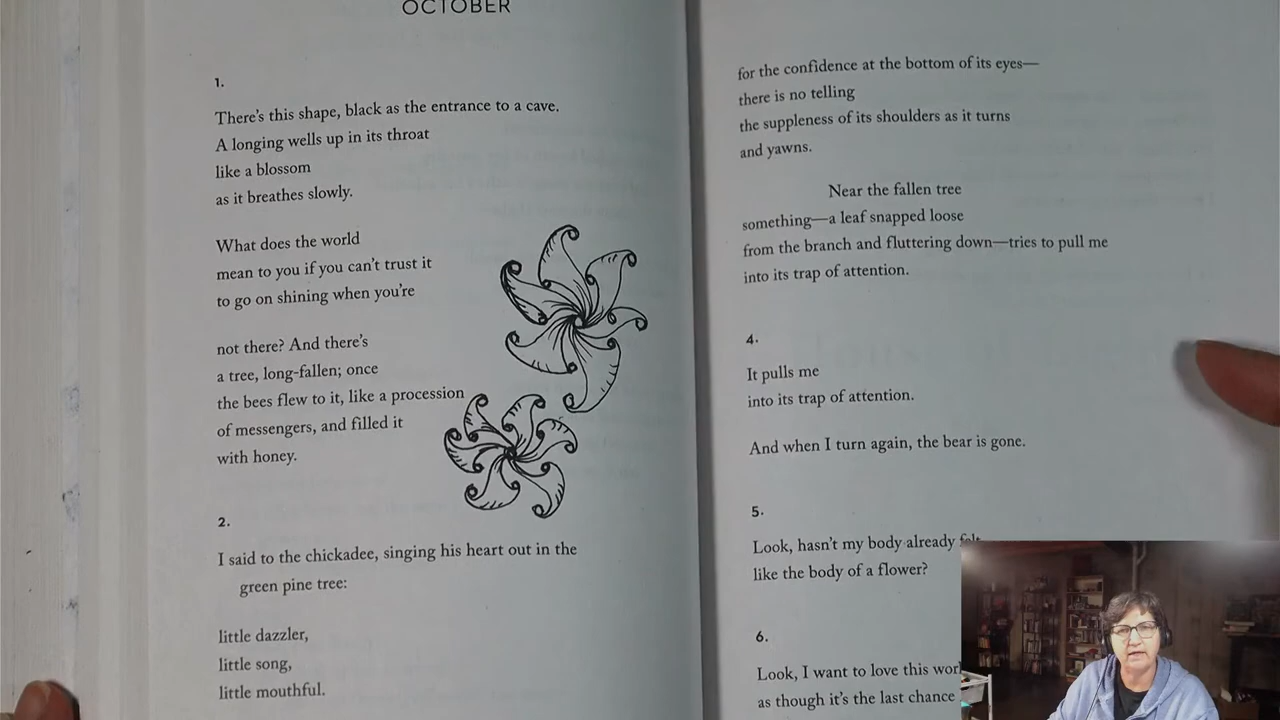 OCTOBER
1.
There's this shape, black as the entrance to a cave.
A longing wells up in its throat
like a blossom
as it breathes slowly.
What does the world
mean to you if you can't trust it
to go on shining when you're
not there? And there's
a tree, long-fallen; once
the bees flew to it, like a procession
of messengers, and filled it
with honey.
2.
I said to the chickadee, singing his heart out in the
green pine tree:
little dazzler,
little song,
little mouthful.
for the confidence at the bottom of its eyes—
there is no telling
the suppleness of its shoulders as it turns
and yawns.
Near the fallen tree
something—a leaf snapped loose
from the branch and fluttering down—tries to pull me
into its trap of attention.
4.
It pulls me
into its trap of attention.
And when I turn again, the bear is gone.
5.
Look, hasn't my body already
like the body of a flower?
6.
Look, I want to love this
as though it's the last chance